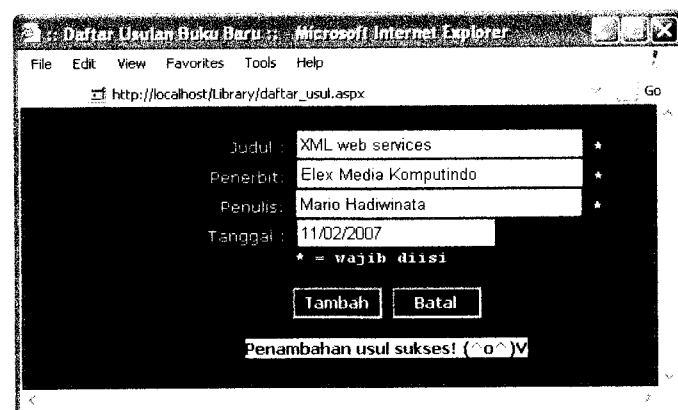 :: Daftar Usulan Buku Baru :: Microsoft Internet Explorer
File Edit View Favorites Tools Help
http://localhost/Library/daftar_usul.aspx Go
Judul : XML web services *
Penerbit: Elex Media Komputindo *
Penulis: Mario Hadiwinata *
Tanggal : 11/02/2007
* = wajib diisi
Tambah Batal
Penambahan usul sukses! (^o^)V